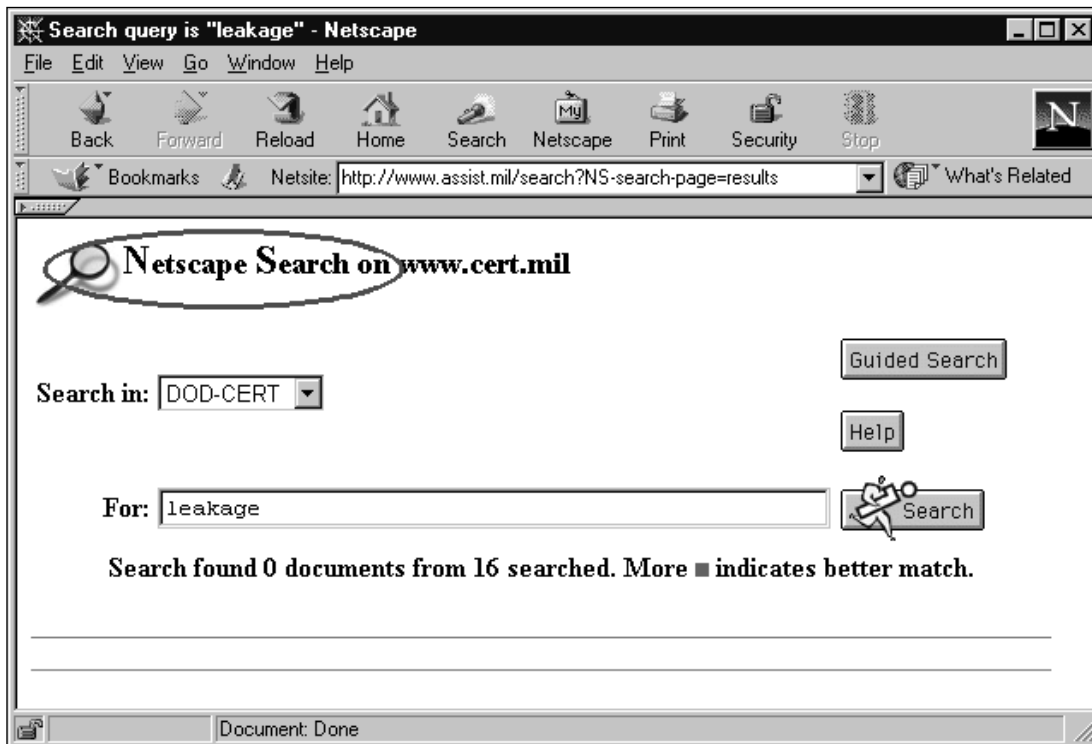 Search query is "leakage" - Netscape
File Edit View Go Window Help
Back Forward Reload Home Search My Netscape Print Security Stop N
Bookmarks Netsite: http://www.assist.mil/search?NS-search-page=results What's Related
Netscape Search on www.cert.mil
Guided Search
Search in: DOD-CERT
Help
For: leakage Search
Search found 0 documents from 16 searched. More indicates better match.
Document: Done